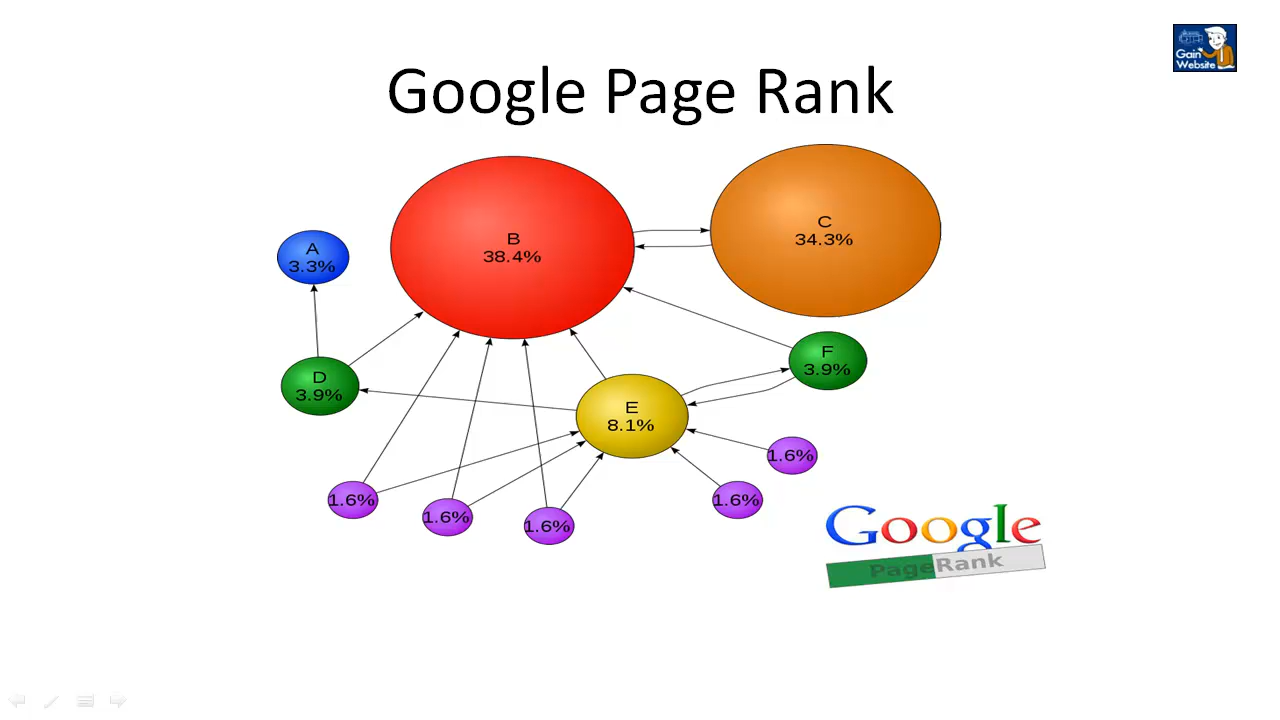 Gain
Website
Google Page Rank
A
3.3%
B
38.4%
C
34.3%
D
3.9%
E
8.1%
F
3.9%
1.6%
1.6%
1.6%
1.6%
1.6%
Google
PageRank